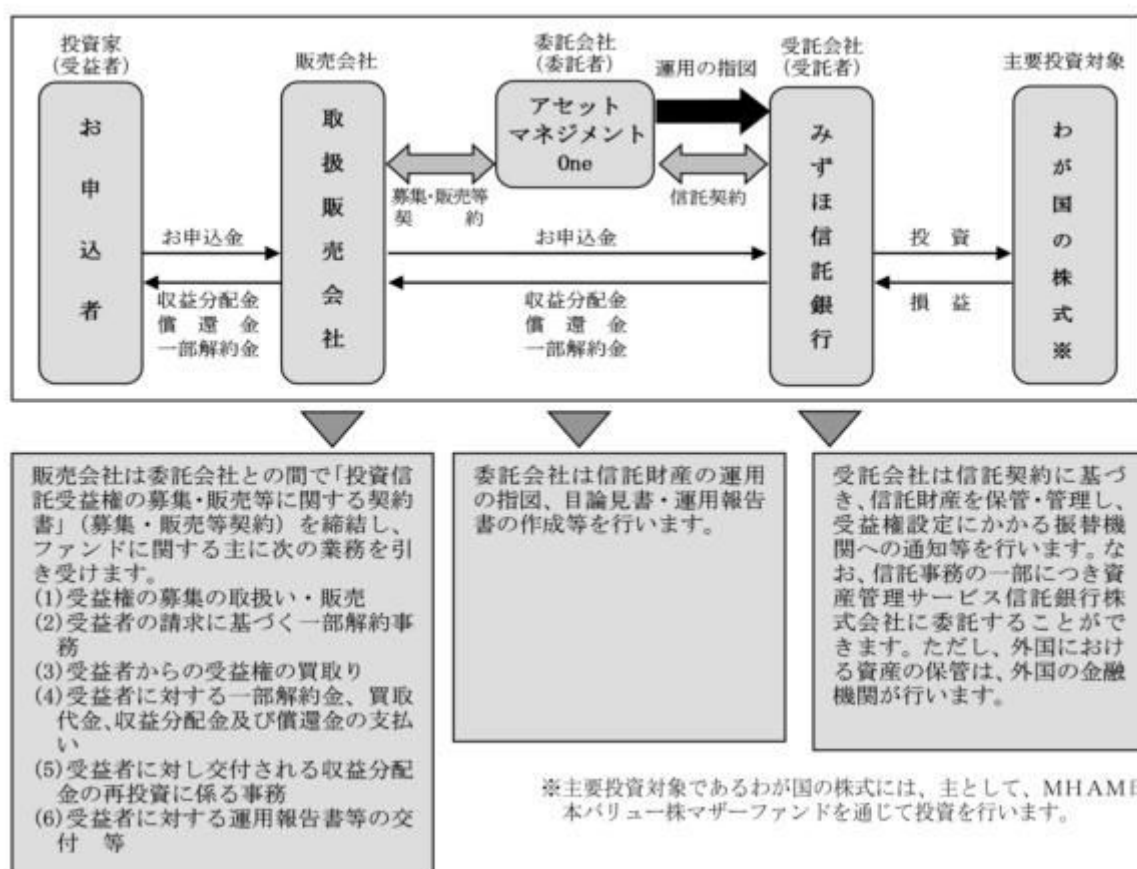 投資家
(受益者)
販売会社
委託会社
(委託者)
運用の指図
受託会社
(受託者)
主要投資対象
お申込者
取扱販売会社
アセット
マネジメント
One
みずほ信託銀行
わが国の株式※
募集・販売等
契　　約
信託契約
お申込金
お申込金
投　資
収益分配金
償　還　金
一部解約金
収益分配金
償　還　金
一部解約金
損　益
販売会社は委託会社との間で「投資信
託受益権の募集・販売等に関する契約
書」（募集・販売等契約）を締結し、
ファンドに関する主に次の業務を引
き受けます。
(1)受益権の募集の取扱い・販売
(2)受益者の請求に基づく一部解約事
務
(3)受益者からの受益権の買取り
(4)受益者に対する一部解約金、買取
代金、収益分配金及び償還金の支払
い
(5)受益者に対し交付される収益分配
金の再投資に係る事務
(6)受益者に対する運用報告書等の交
付　等
委託会社は信託財産の運用
の指図、目論見書・運用報告
書の作成等を行います。
受託会社は信託契約に基づ
き、信託財産を保管・管理し、
受益権設定にかかる振替機
関への通知等を行います。な
お、信託事務の一部につき資
産管理サービス信託銀行株
式会社に委託することがで
きます。ただし、外国におけ
る資産の保管は、外国の金融
機関が行います。
※主要投資対象であるわが国の株式には、主として、MHAM日
本バリュー株マザーファンドを通じて投資を行います。